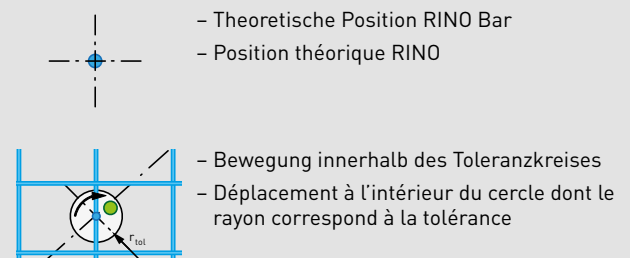 – Theoretische Position RINO Bar
– Position théorique RINO
– Bewegung innerhalb des Toleranzkreises
– Déplacement à l’intérieur du cercle dont le
rayon correspond à la tolérance
rtol